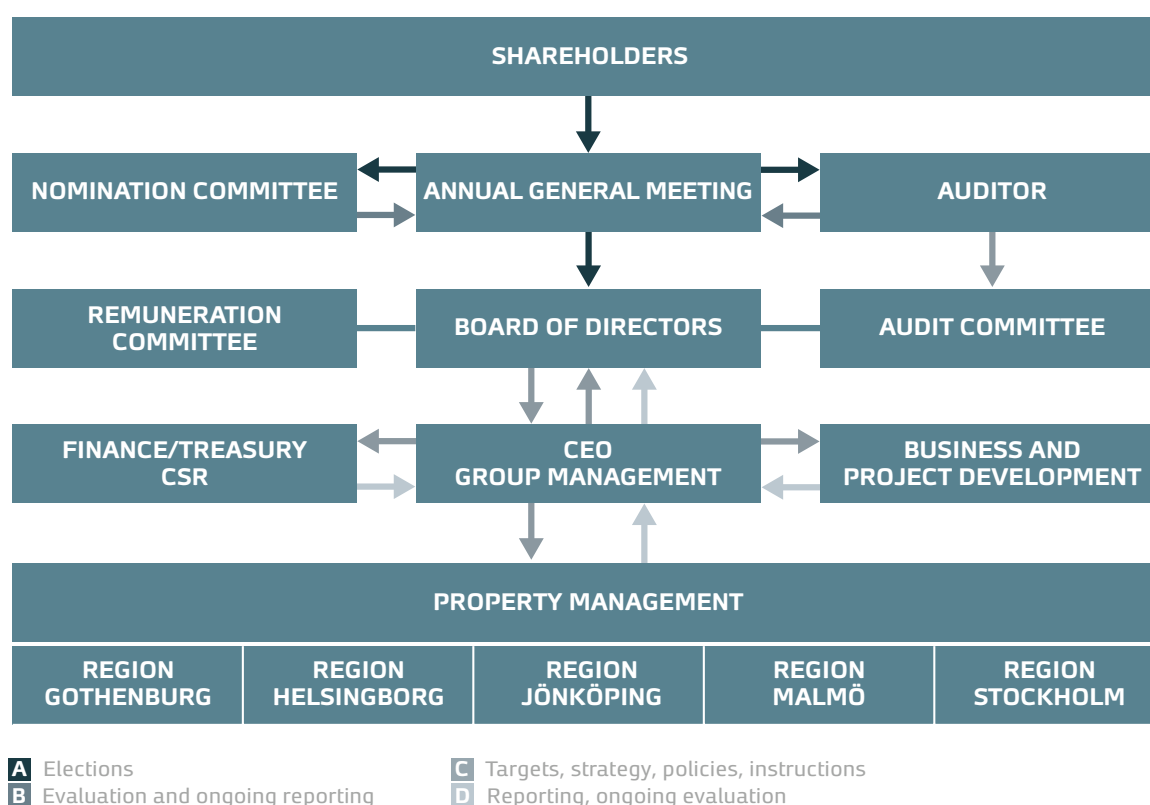 SHAREHOLDERS
NOMINATION COMMITTEE
ANNUAL GENERAL MEETING
AUDITOR
REMUNERATION
COMMITTEE
BOARD OF DIRECTORS
AUDIT COMMITTEE
FINANCE/TREASURY
CSR
CEO
GROUP MANAGEMENT
BUSINESS AND
PROJECT DEVELOPMENT
PROPERTY MANAGEMENT
REGION
GOTHENBURG
REGION
HELSINGBORG
REGION
JÖNKÖPING
REGION
MALMÖ
REGION
STOCKHOLM
A Elections
B Evaluation and ongoing reporting
C Targets, strategy, policies, instructions
D Reporting, ongoing evaluation